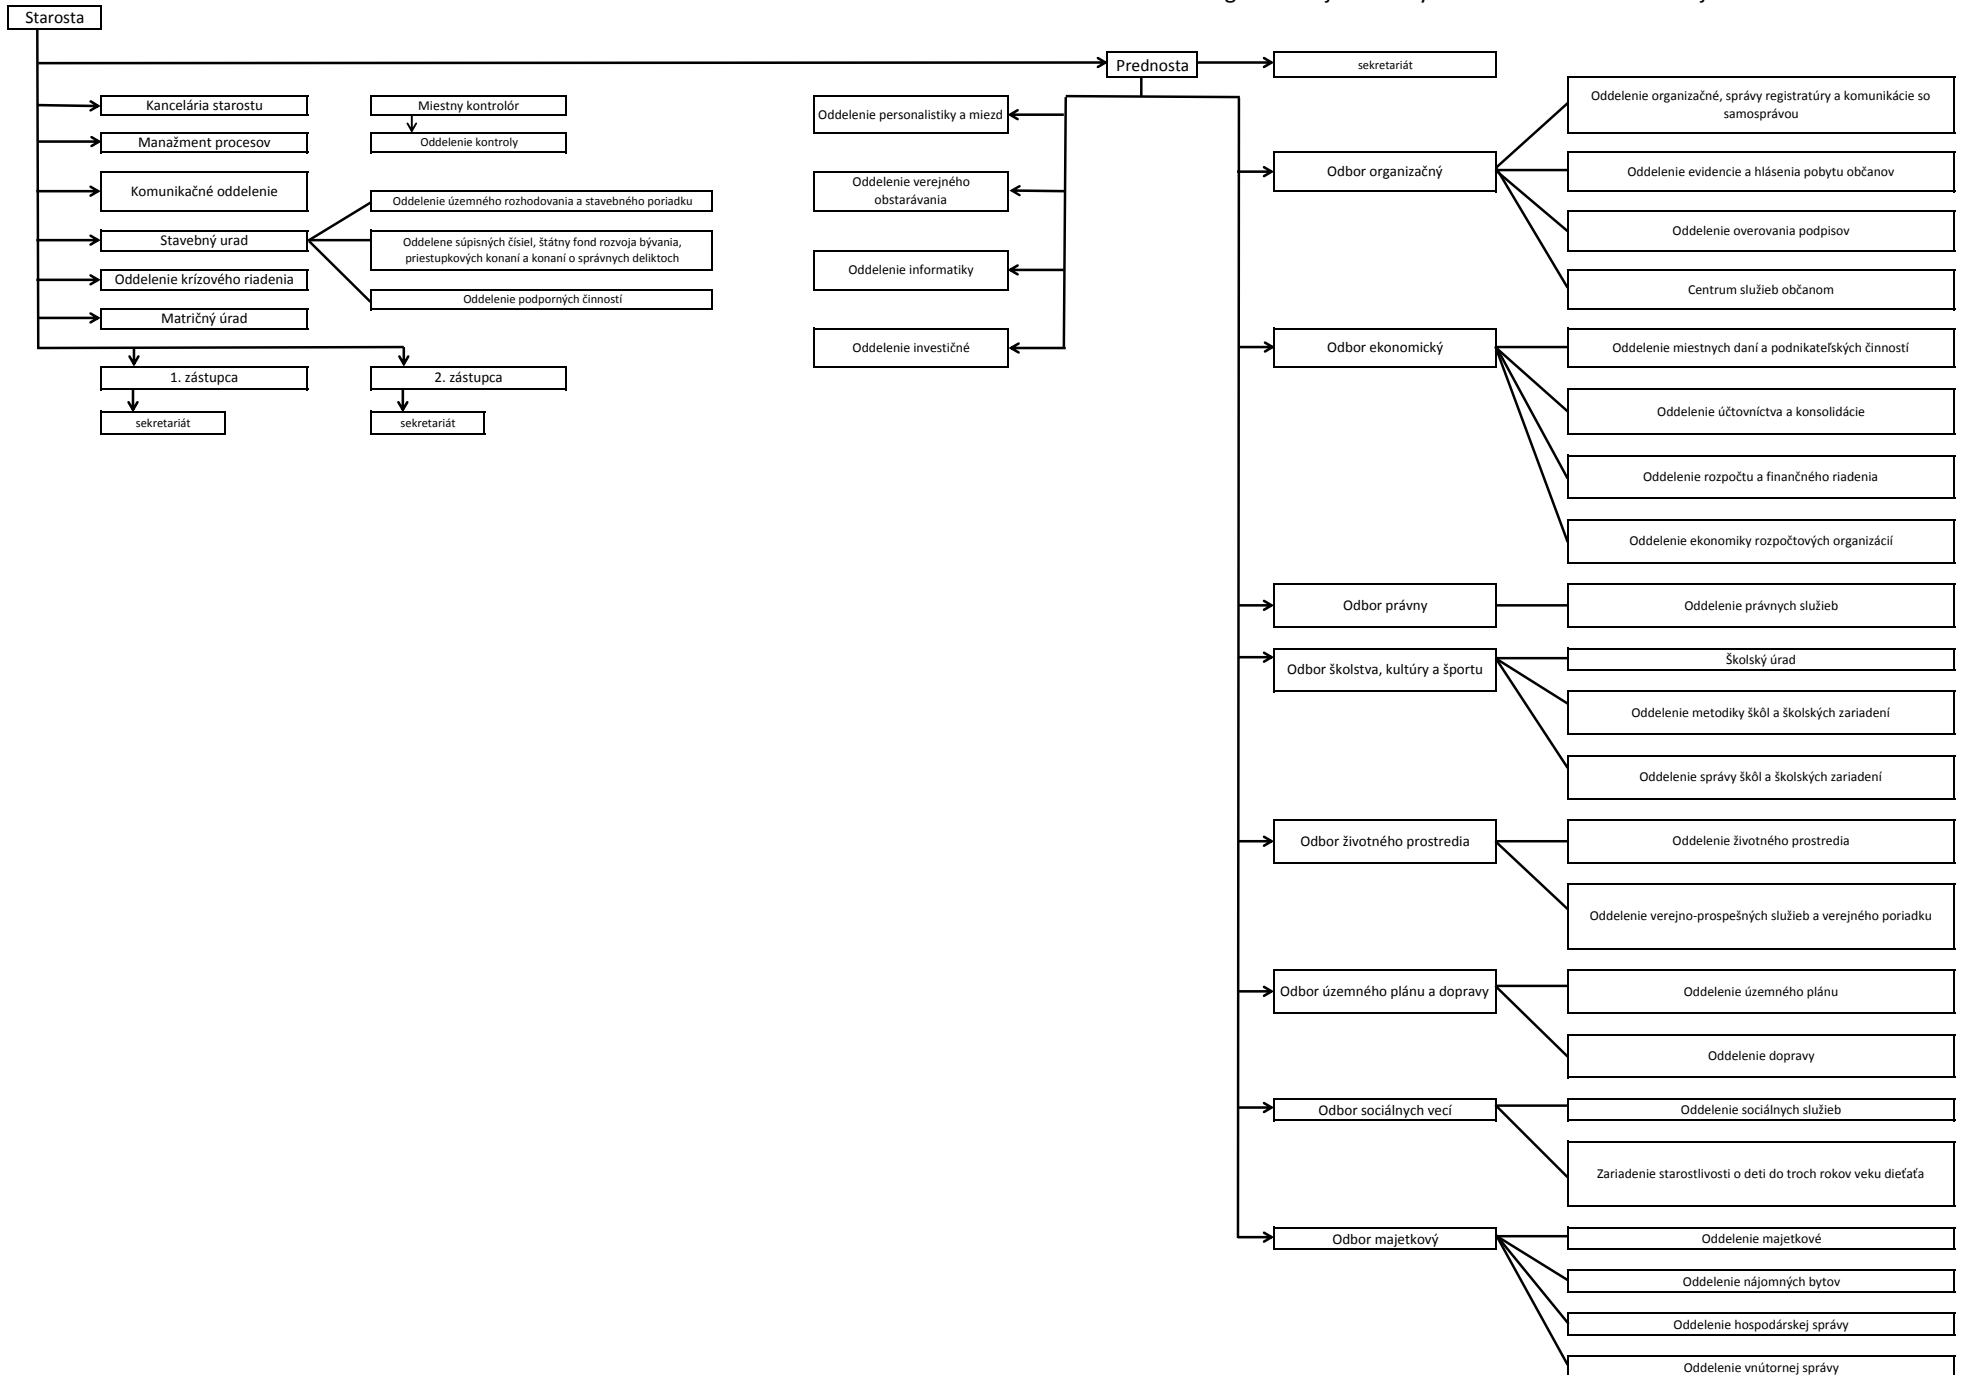 Starosta
Prednosta
sekretariát
Kancelária starostu
Manažment procesov
Komunikačné oddelenie
Stavebný urad
Oddelenie krízového riadenia
Matričný úrad
Miestny kontrolór
Oddelenie kontroly
Oddelenie územného rozhodovania a stavebného poriadku
Oddelene súpisných čísiel, štátny fond rozvoja bývania,
priestupkových konaní a konaní o správnych deliktoch
Oddelenie podporných činností
1. zástupca
2. zástupca
sekretariát
sekretariát
Oddelenie personalistiky a miezd
Oddelenie verejného
obstarávania
Oddelenie informatiky
Oddelenie investičné
Odbor organizačný
Oddelenie organizačné, správy registratúry a komunikácie so
samosprávou
Oddelenie evidencie a hlásenia pobytu občanov
Oddelenie overovania podpisov
Centrum služieb občanom
Odbor ekonomický
Oddelenie miestnych daní a podnikateľských činností
Oddelenie účtovníctva a konsolidácie
Oddelenie rozpočtu a finančného riadenia
Oddelenie ekonomiky rozpočtových organizácií
Odbor právny
Oddelenie právnych služieb
Odbor školstva, kultúry a športu
Školský úrad
Oddelenie metodiky škôl a školských zariadení
Oddelenie správy škôl a školských zariadení
Odbor životného prostredia
Oddelenie životného prostredia
Oddelenie verejno-prospešných služieb a verejného poriadku
Odbor územného plánu a dopravy
Oddelenie územného plánu
Oddelenie dopravy
Odbor sociálnych vecí
Oddelenie sociálnych služieb
Zariadenie starostlivosti o deti do troch rokov veku dieťaťa
Odbor majetkový
Oddelenie majetkové
Oddelenie nájomných bytov
Oddelenie hospodárskej správy
Oddelenie vnútornej správy